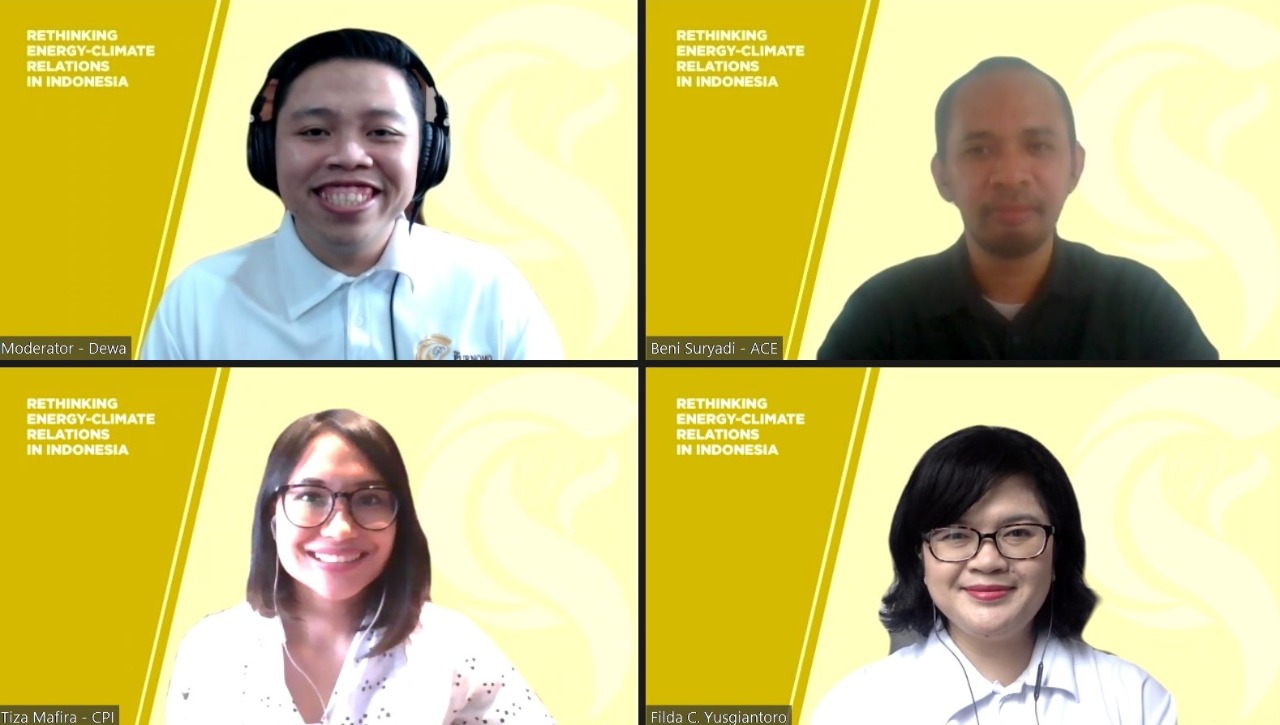 RETHINKING
ENERGY-CLIMATE
RELATIONS
IN INDONESIA
Moderator - Dewa
RETHINKING
ENERGY-CLIMATE
RELATIONS
IN INDONESIA
Beni Suryadi - ACE
RETHINKING
ENERGY-CLIMATE
RELATIONS
IN INDONESIA
Tiza Mafira - CPI
RETHINKING
ENERGY-CLIMATE
RELATIONS
IN INDONESIA
Filda C. Yusgiantoro